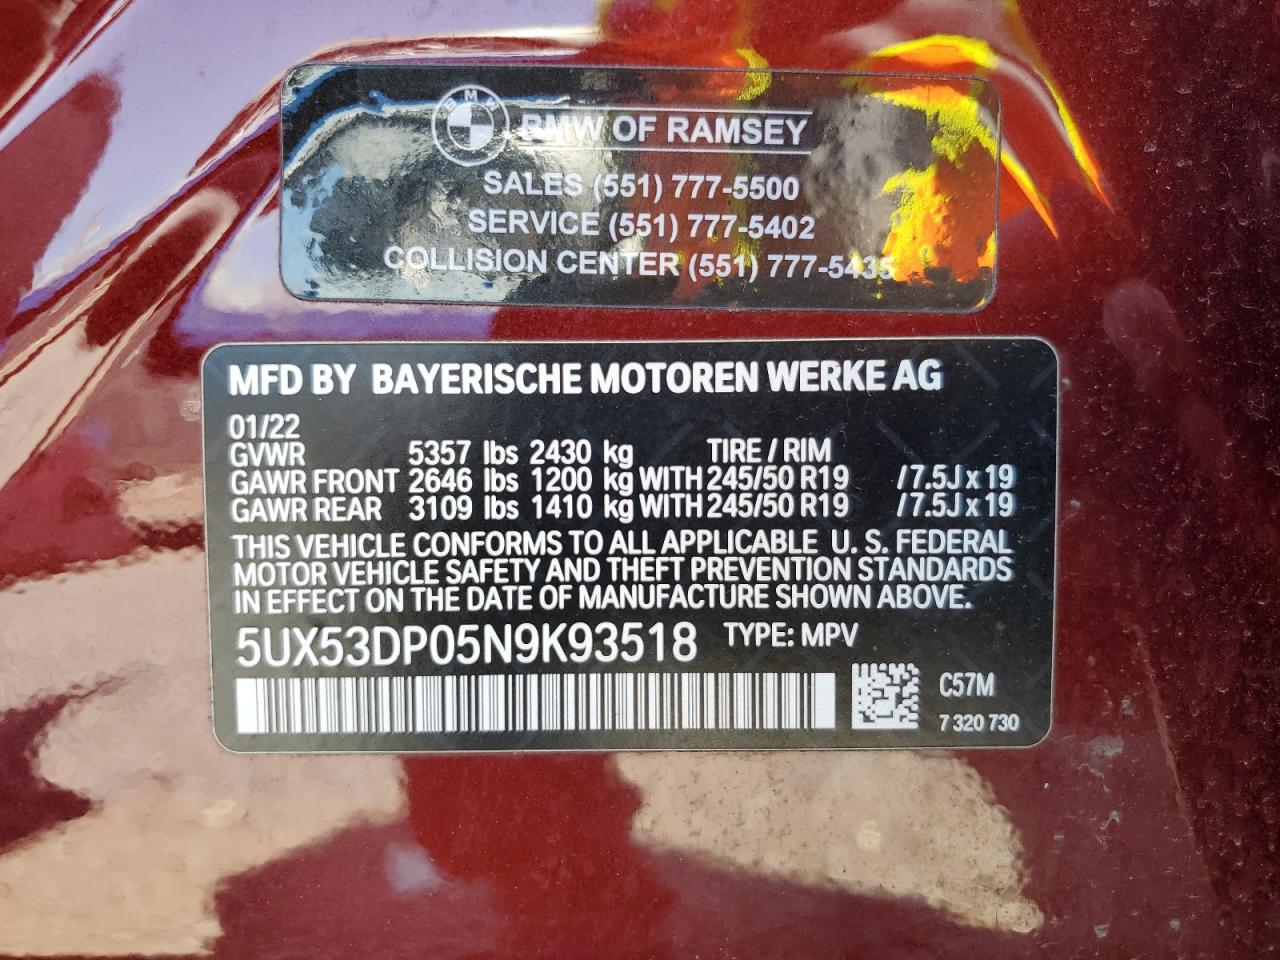 BMW
BMW OF RAMSEY
SALES (551) 777-5500
SERVICE (551) 777-5402
COLLISION CENTER (551) 777-5435
MFD BY BAYERISCHE MOTOREN WERKE AG
01/22
GVWR 5357 lbs 2430 kg TIRE / RIM
GAWR FRONT 2646 lbs 1200 kg WITH 245/50 R19 / 7.5J x 19
GAWR REAR 3109 lbs 1410 kg WITH 245/50 R19 / 7.5J x 19
THIS VEHICLE CONFORMS TO ALL APPLICABLE U. S. FEDERAL
MOTOR VEHICLE SAFETY AND THEFT PREVENTION STANDARDS
IN EFFECT ON THE DATE OF MANUFACTURE SHOWN ABOVE.
5UX53DP05N9K93518 TYPE: MPV
C57M
7 320 730